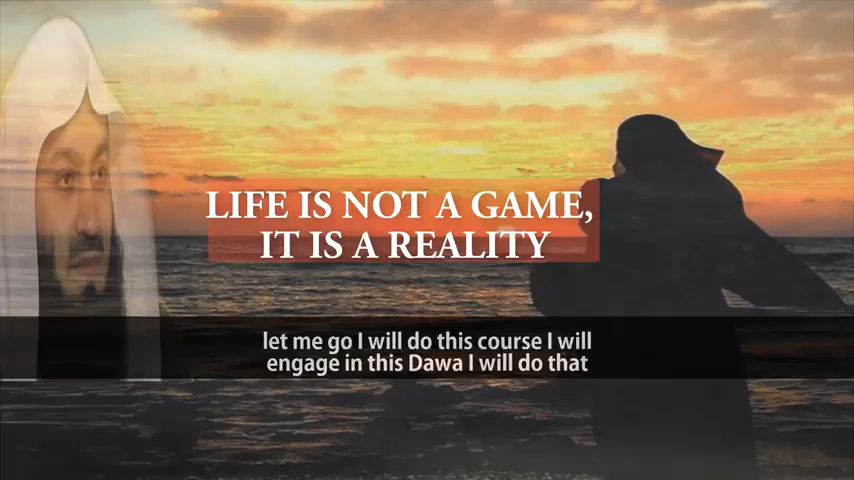 LIFE IS NOT A GAME,
IT IS A REALITY
let me go I will do this course I will
engage in this Dawa I will do that